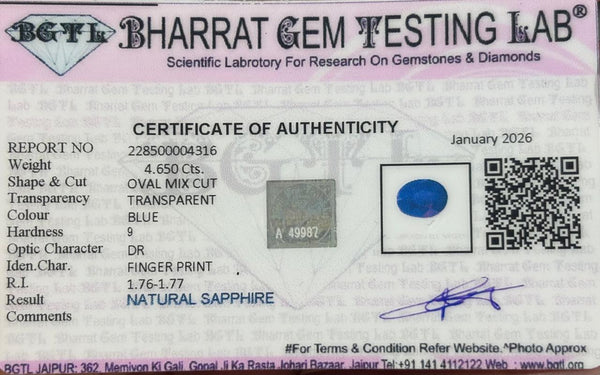 BGTL BHARRAT GEM TESTING LAB®
Scientific Labrotory For Research On Gemstones & Diamonds
CERTIFICATE OF AUTHENTICITY
January 2026
REPORT NO 228500004316
Weight 4.650 Cts.
Shape & Cut OVAL MIX CUT
Transparency TRANSPARENT
Colour BLUE
Hardness 9
Optic Character DR
Iden.Char. FINGER PRINT
R.I. 1.76-1.77
Result NATURAL SAPPHIRE
Comments
A 49987
#For Terms & Condition Refer Website.^Photo Approx
BGTL JAIPUR: 362, Memiyon Ki Gali, Gopal Ji Ka Rasta Johari Bazaar, Jaipur Tel:+91 141 4112122 Web : www.bgtl.org